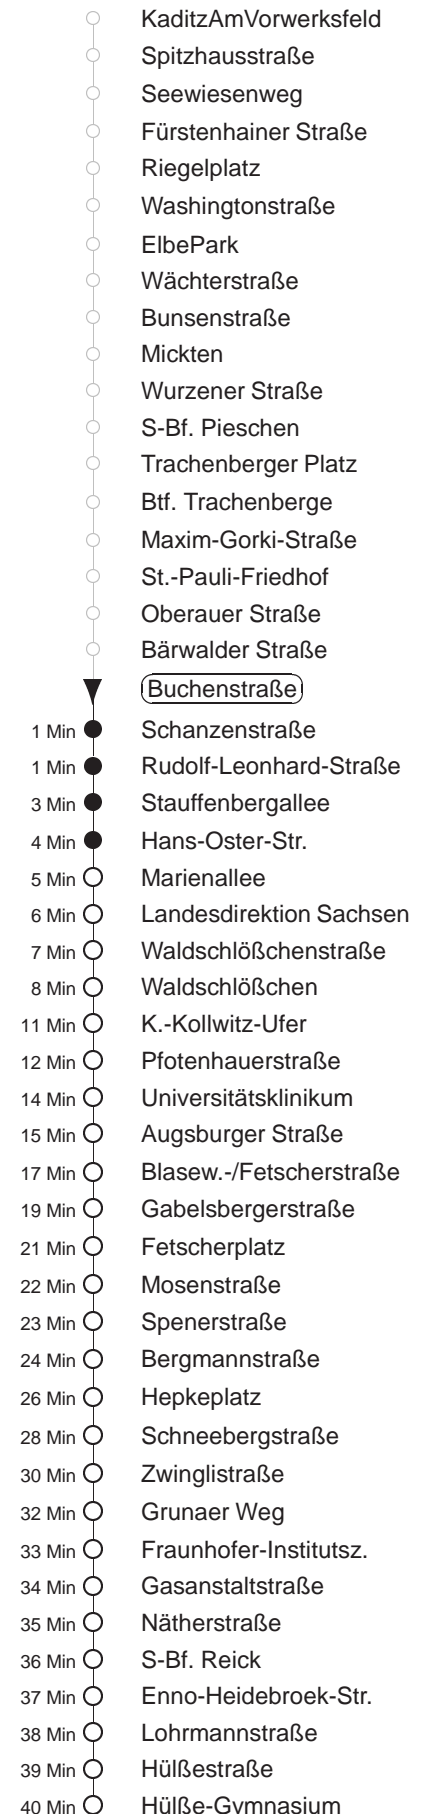 KaditzAmVorwerksfeld
Spitzhausstraße
Seewiesenweg
Fürstenhainer Straße
Riegelplatz
Washingtonstraße
ElbePark
Wächterstraße
Bunsenstraße
Mickten
Wurzener Straße
S-Bf. Pieschen
Trachenberger Platz
Btf. Trachenberge
Maxim-Gorki-Straße
St.-Pauli-Friedhof
Oberauer Straße
Bärwalder Straße
Buchenstraße
1 Min Schanzenstraße
1 Min Rudolf-Leonhard-Straße
3 Min Stauffenbergallee
4 Min Hans-Oster-Str.
5 Min Marienallee
6 Min Landesdirektion Sachsen
7 Min Waldschlößchenstraße
8 Min Waldschlößchen
11 Min K.-Kollwitz-Ufer
12 Min Pfotenhauerstraße
14 Min Universitätsklinikum
15 Min Augsburger Straße
17 Min Blasew.-/Fetscherstraße
19 Min Gabelsbergerstraße
21 Min Fetscherplatz
22 Min Mosenstraße
23 Min Spenerstraße
24 Min Bergmannstraße
26 Min Hepkeplatz
28 Min Schneebergstraße
30 Min Zwinglistraße
32 Min Grunaer Weg
33 Min Fraunhofer-Institutsz.
34 Min Gasanstaltstraße
35 Min Nätherstraße
36 Min S-Bf. Reick
37 Min Enno-Heidebroek-Str.
38 Min Lohrmannstraße
39 Min Hülßestraße
40 Min Hülße-Gymnasium